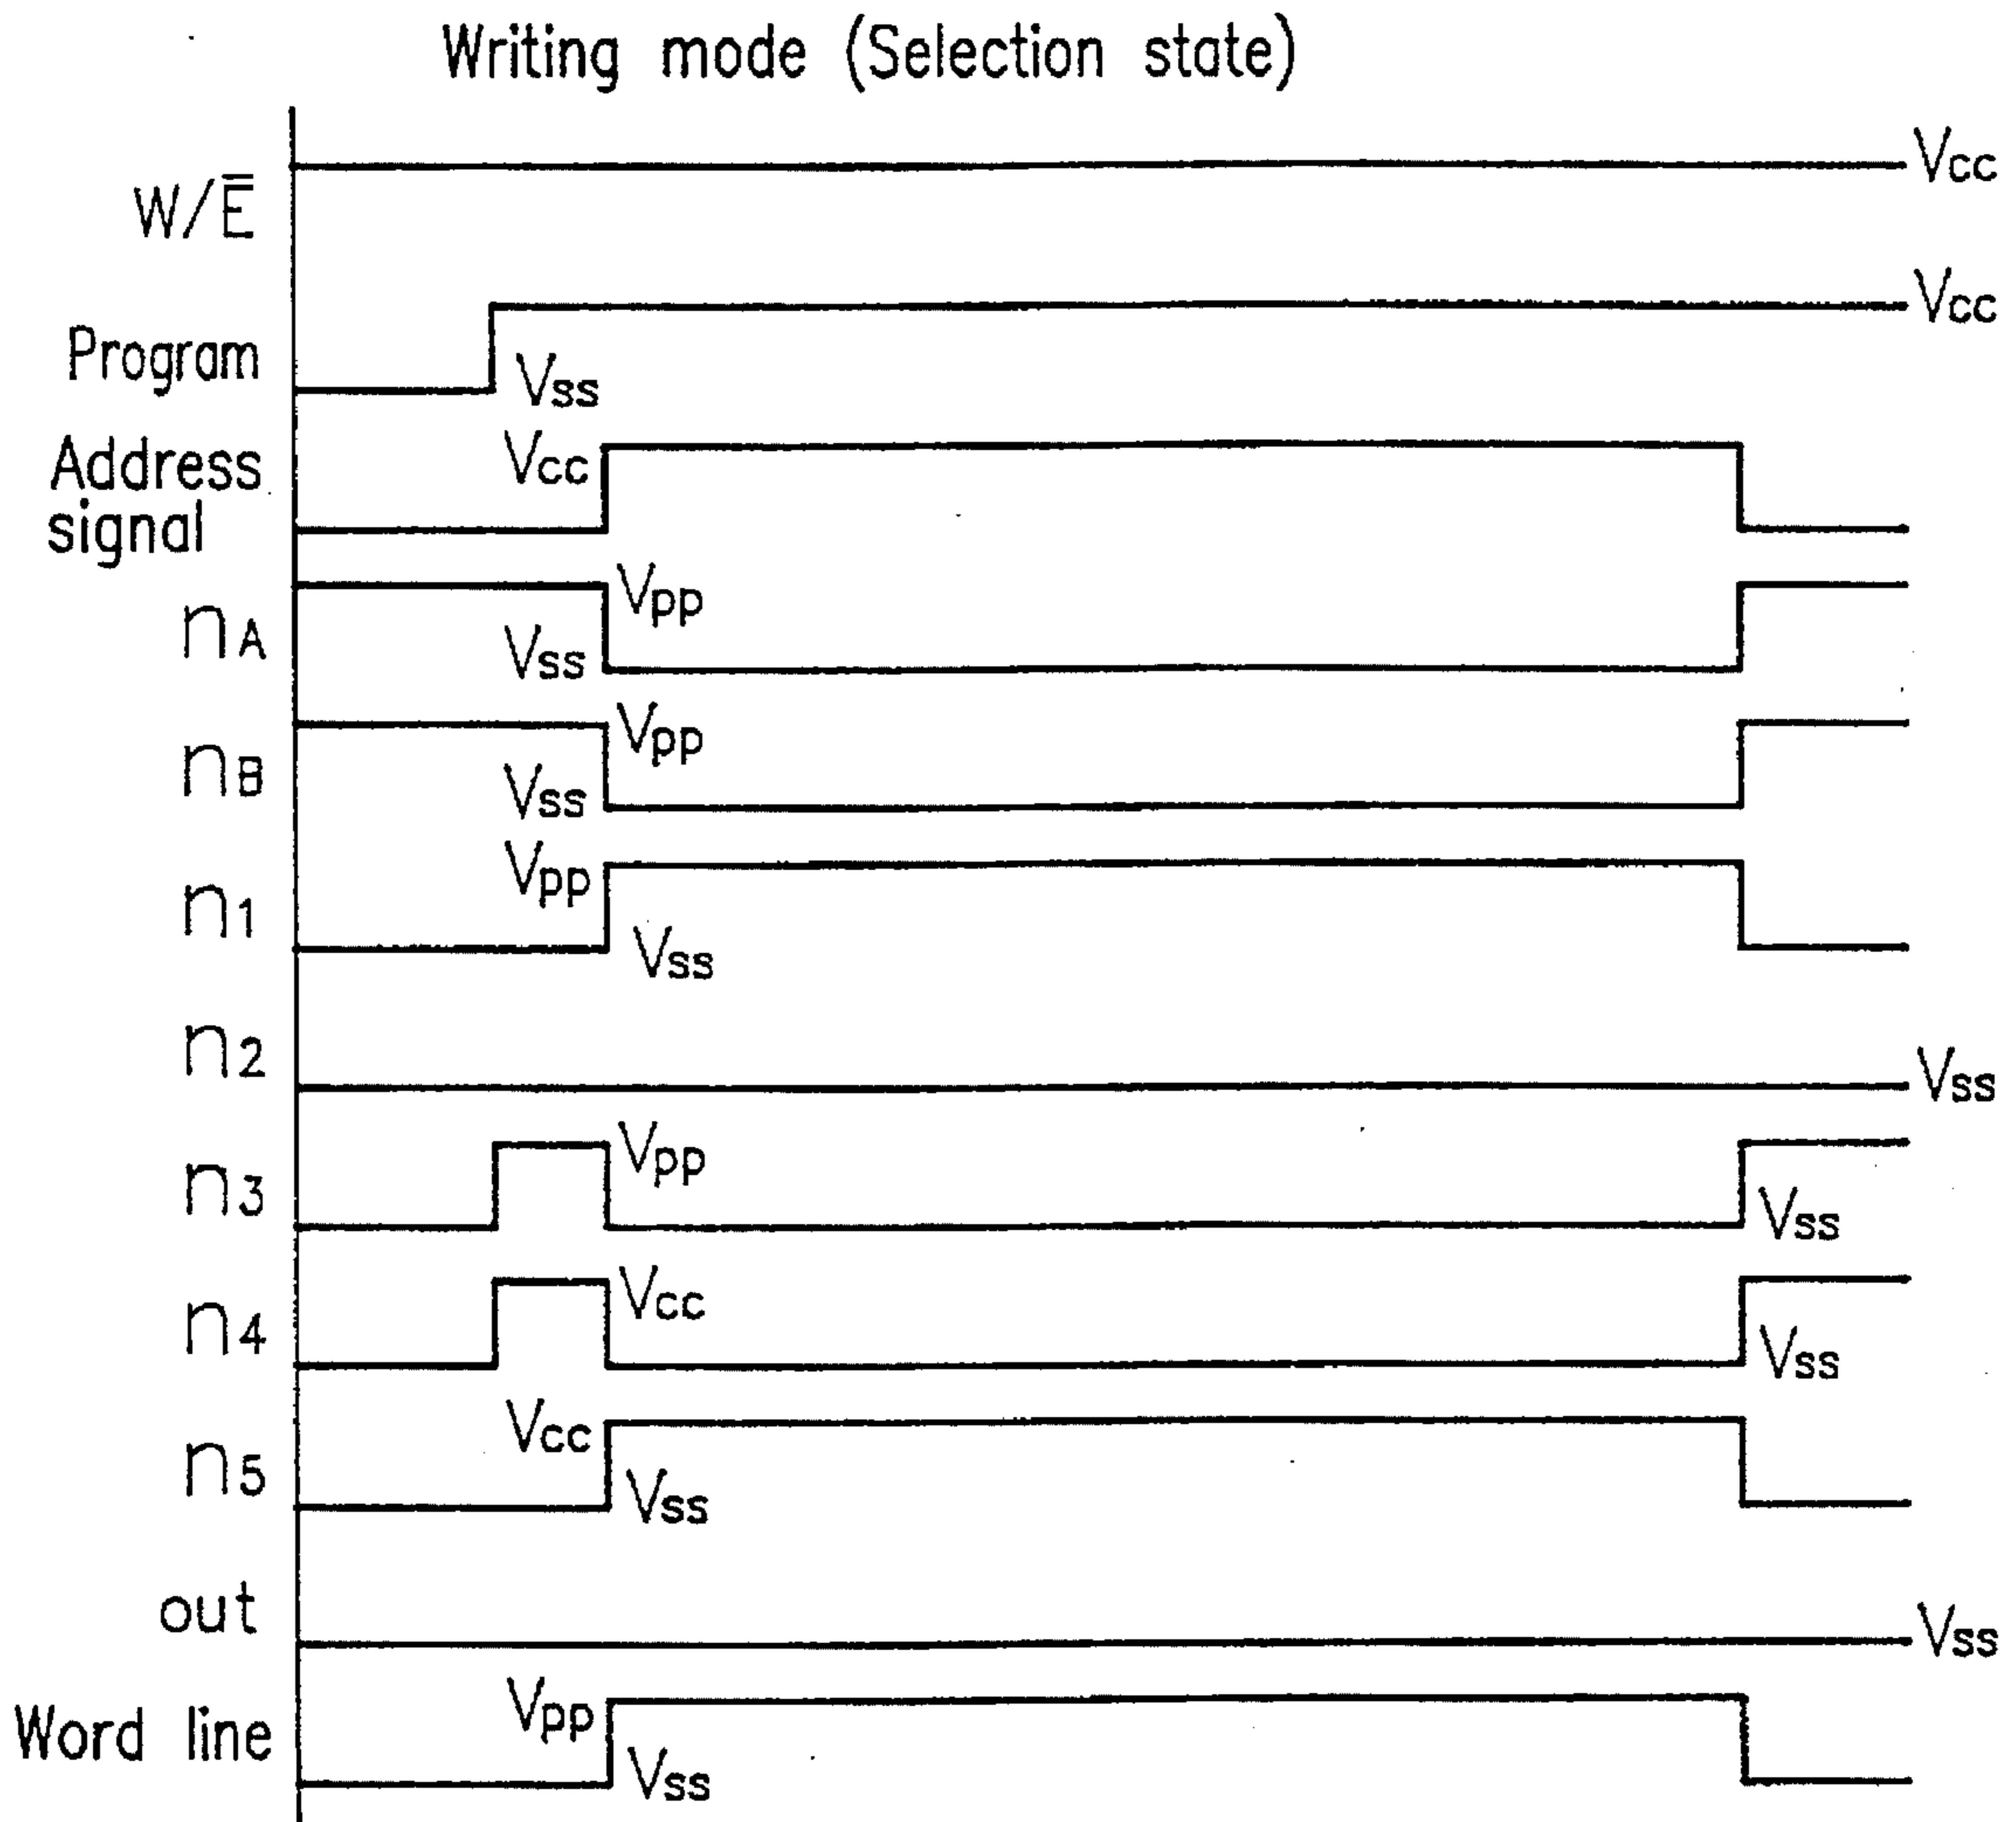 Writing mode (Selection state)
Vcc
W/E̅
Vcc
Program
Vss
Address
signal
Vcc
Vpp
nA
Vss
Vpp
nB
Vss
Vpp
n1
Vss
n2
Vss
Vpp
n3
Vss
Vcc
n4
Vss
Vcc
n5
Vss
out
Vss
Vpp
Word line
Vss